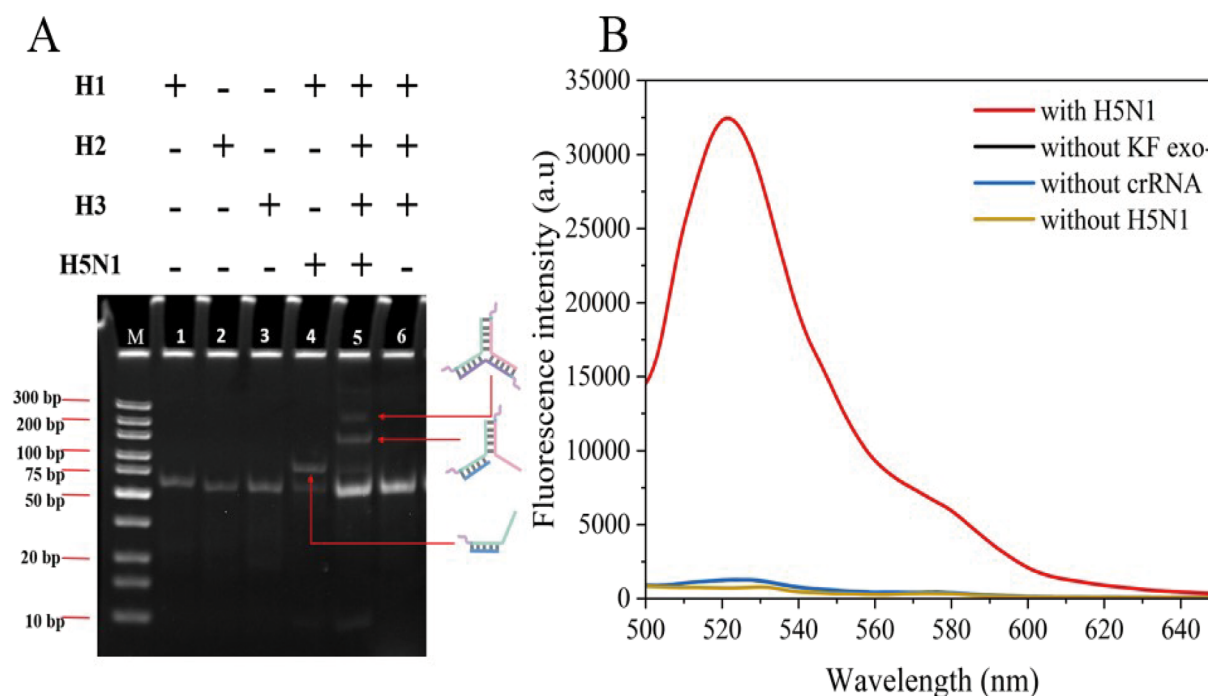 A
H1 + - - + + +
H2 - + - - + +
H3 - - + - + +
H5N1 - - - + + -
M 1 2 3 4 5 6
300 bp
200 bp
100 bp
75 bp
50 bp
20 bp
10 bp
B
Fluorescence intensity (a.u)
35000
30000
25000
20000
15000
10000
5000
0
with H5N1
without KF exo-
without crRNA
without H5N1
500 520 540 560 580 600 620 640
Wavelength (nm)